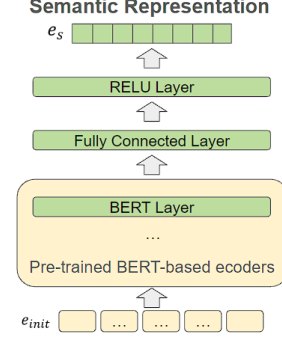 Semantic Representation
e_s
RELU Layer
Fully Connected Layer
BERT Layer
...
Pre-trained BERT-based ecoders
e_init ... ... ...